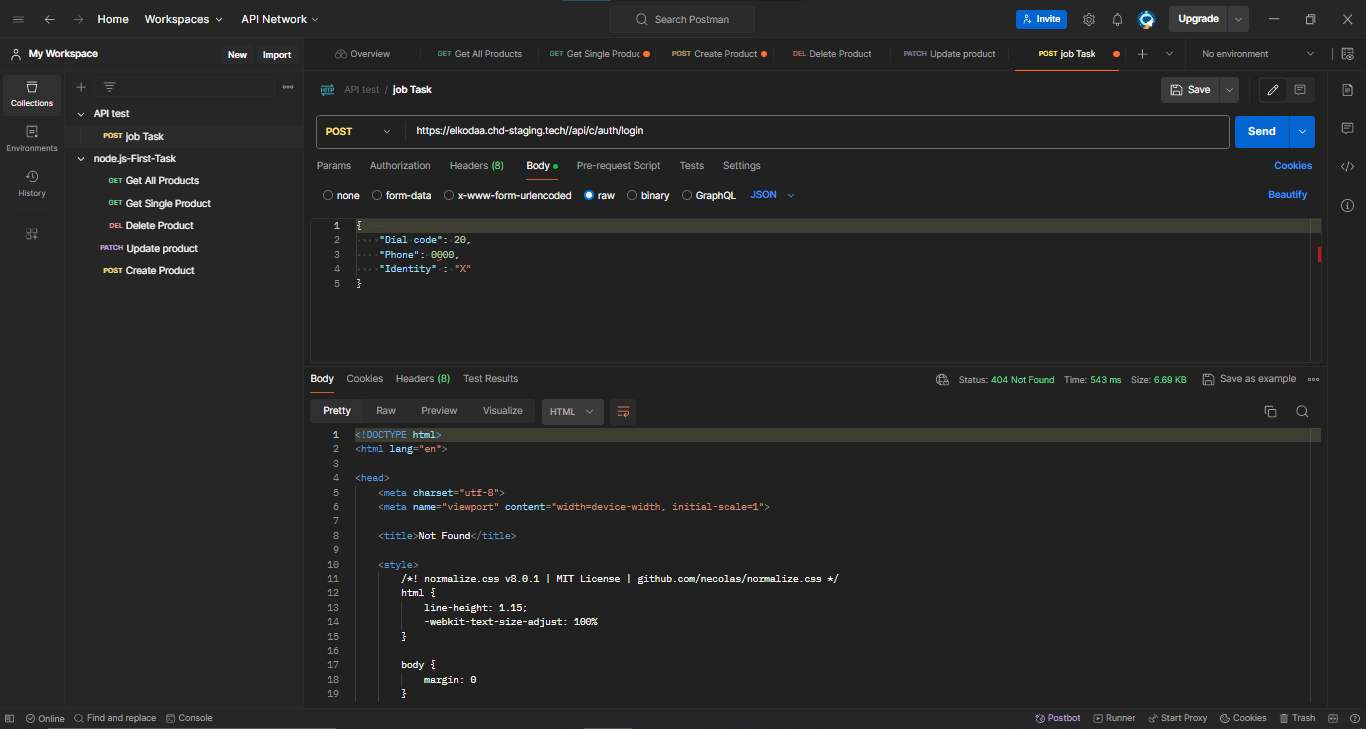 Home Workspaces API Network Search Postman Invite Upgrade
My Workspace New Import Overview GET Get All Products GET Get Single Produc POST Create Product DEL Delete Product PATCH Update product POST job Task No environment
Collections
Environments
History
API test
POST job Task
node.js-First-Task
GET Get All Products
GET Get Single Product
DEL Delete Product
PATCH Update product
POST Create Product
HTTP API test / job Task Save
POST https://elkodaa.chd-staging.tech//api/c/auth/login Send
Params Authorization Headers (8) Body Pre-request Script Tests Settings Cookies
none form-data x-www-form-urlencoded raw binary GraphQL JSON Beautify
1 {
2 "Dial code": 20,
3 "Phone": 0000,
4 "Identity" : "X"
5 }
Body Cookies Headers (8) Test Results Status: 404 Not Found Time: 543 ms Size: 6.69 KB Save as example
Pretty Raw Preview Visualize HTML
1 <!DOCTYPE html>
2 <html lang="en">
3
4 <head>
5 <meta charset="utf-8">
6 <meta name="viewport" content="width=device-width, initial-scale=1">
7
8 <title>Not Found</title>
9
10 <style>
11 /*! normalize.css v8.0.1 | MIT License | github.com/necolas/normalize.css */
12 html {
13 line-height: 1.15;
14 -webkit-text-size-adjust: 100%
15 }
16
17 body {
18 margin: 0
19 }
Online Find and replace Console Postbot Runner Start Proxy Cookies Trash